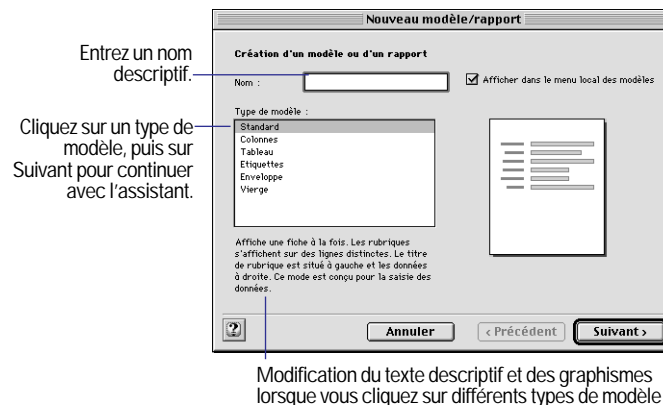 Nouveau modèle/rapport
Entrez un nom
descriptif.
Création d'un modèle ou d'un rapport
Nom :
Afficher dans le menu local des modèles
Cliquez sur un type de
modèle, puis sur
Suivant pour continuer
avec l'assistant.
Type de modèle :
Standard
Colonnes
Tableau
Etiquettes
Enveloppe
Vierge
Affiche une fiche à la fois. Les rubriques
s'affichent sur des lignes distinctes. Le titre
de rubrique est situé à gauche et les données
à droite. Ce mode est conçu pour la saisie des
données.
?
Annuler
‹ Précédent
Suivant ›
Modification du texte descriptif et des graphismes
lorsque vous cliquez sur différents types de modèle